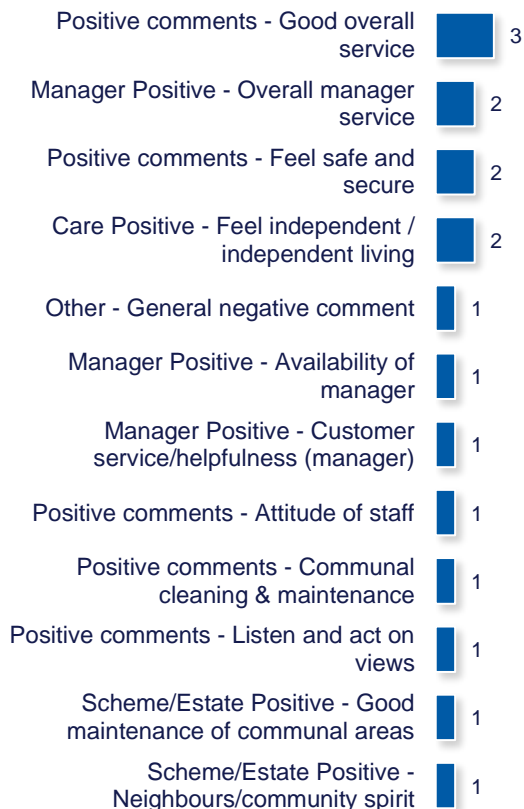 Positive comments - Good overall
service
3
Manager Positive - Overall manager
service
2
Positive comments - Feel safe and
secure
2
Care Positive - Feel independent /
independent living
2
Other - General negative comment
1
Manager Positive - Availability of
manager
1
Manager Positive - Customer
service/helpfulness (manager)
1
Positive comments - Attitude of staff
1
Positive comments - Communal
cleaning & maintenance
1
Positive comments - Listen and act on
views
1
Scheme/Estate Positive - Good
maintenance of communal areas
1
Scheme/Estate Positive -
Neighbours/community spirit
1